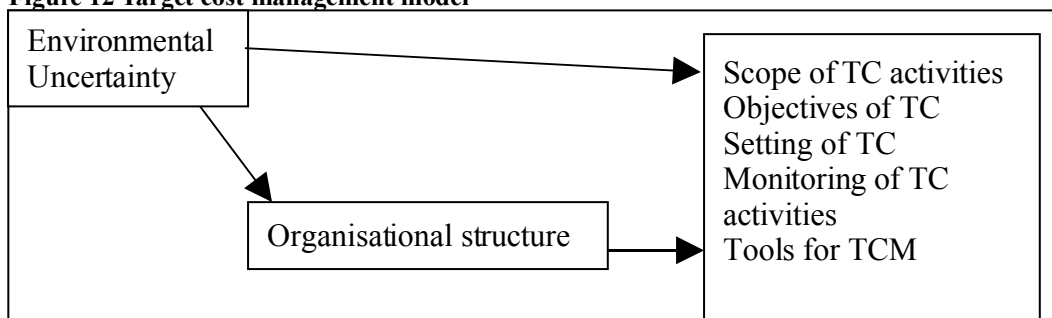 Figure 12 Target cost management model
Environmental
Uncertainty
Scope of TC activities
Objectives of TC
Setting of TC
Monitoring of TC
activities
Tools for TCM
Organisational structure